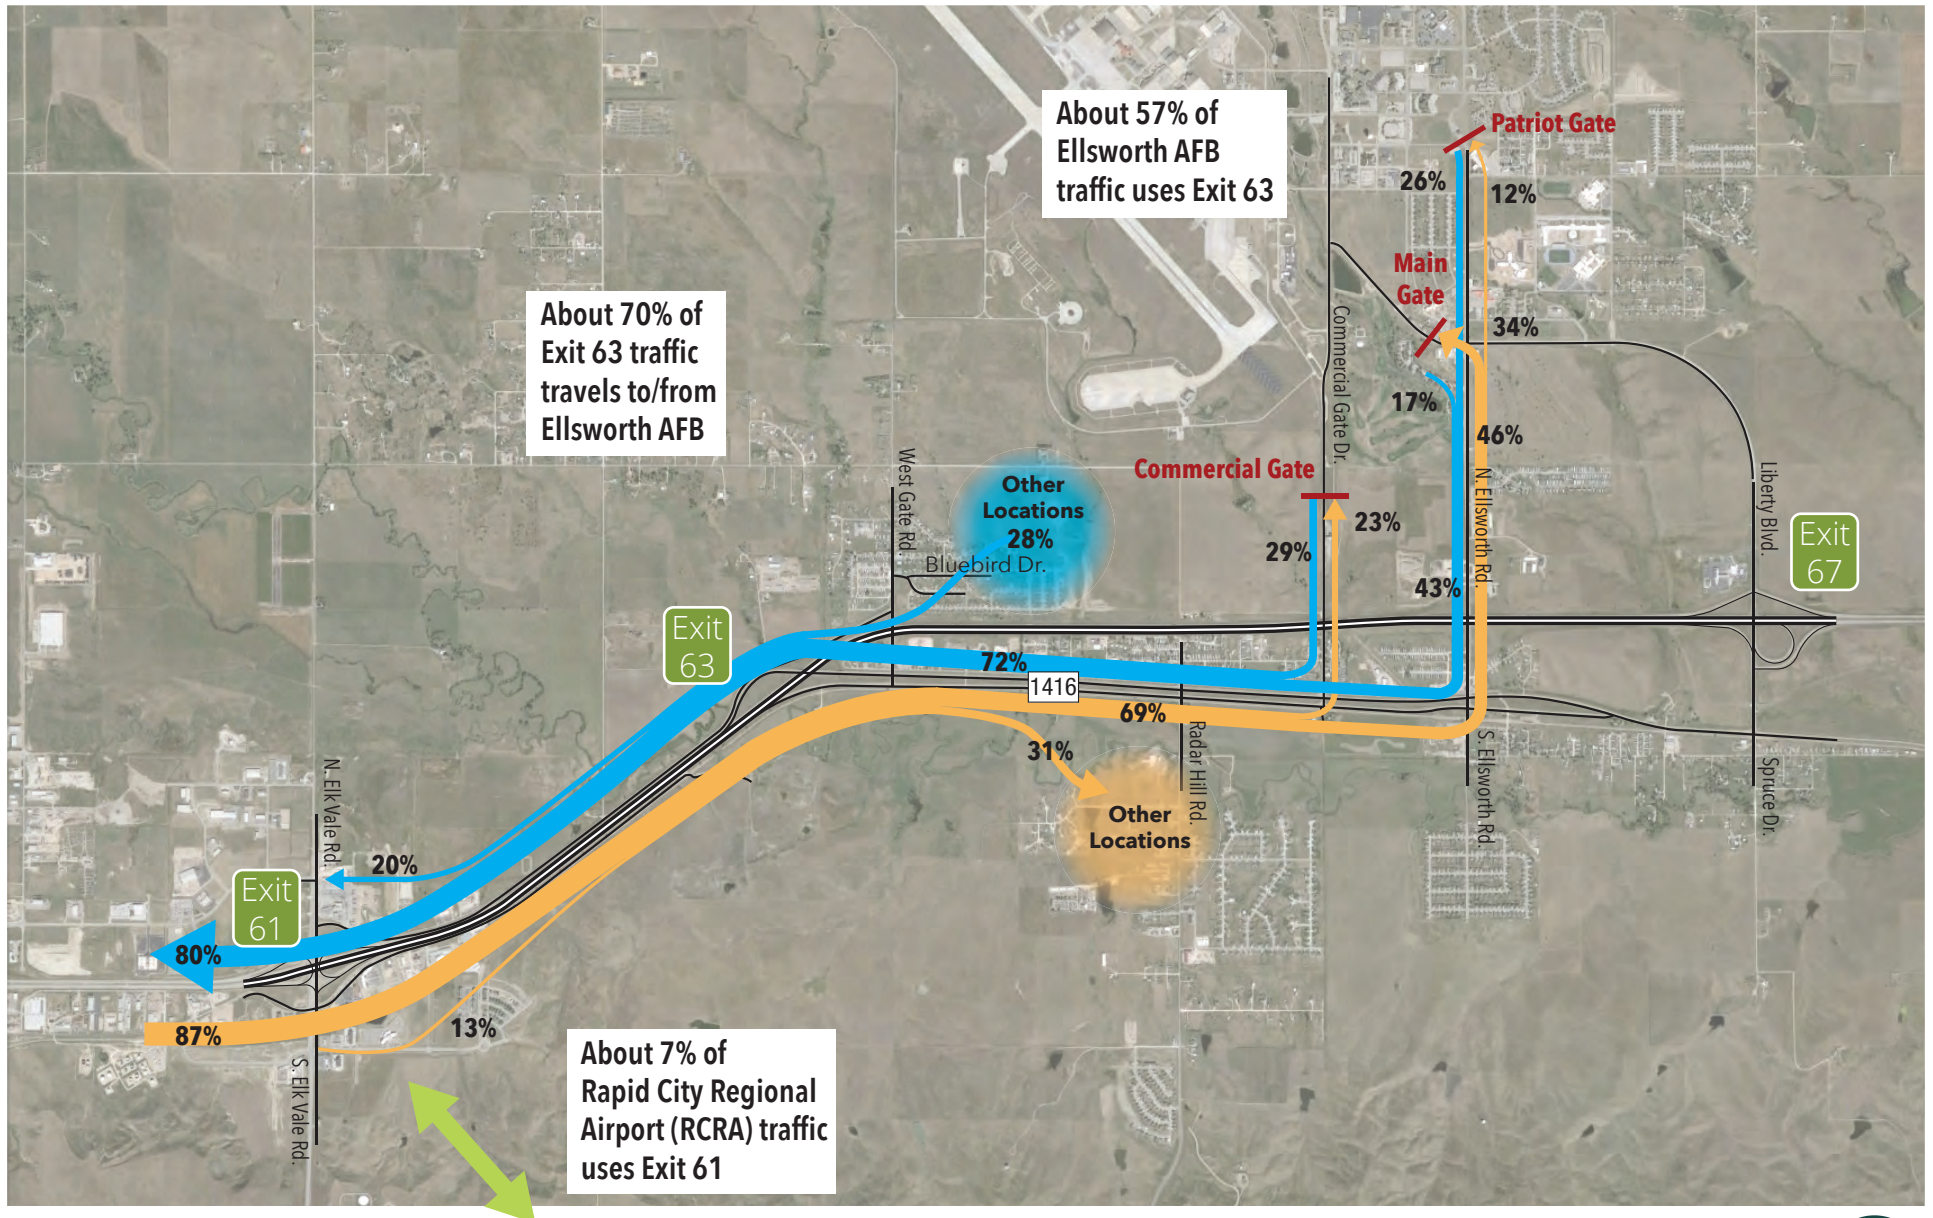 About 57% of
Ellsworth AFB
traffic uses Exit 63
Patriot Gate
26%
12%
Main
Gate
34%
17%
46%
About 70% of
Exit 63 traffic
travels to/from
Ellsworth AFB
Commercial Gate Dr.
West Gate Rd.
Other
Locations
28%
Bluebird Dr.
Commercial Gate
23%
29%
43%
N. Ellsworth Rd.
Liberty Blvd.
Exit
67
Exit
63
72%
1416
69%
31%
Radar Hill Rd.
S. Ellsworth Rd.
Spruce Dr.
Other
Locations
N. Elk Vale Rd.
20%
Exit
61
80%
87%
13%
S. Elk Vale Rd.
About 7% of
Rapid City Regional
Airport (RCRA) traffic
uses Exit 61